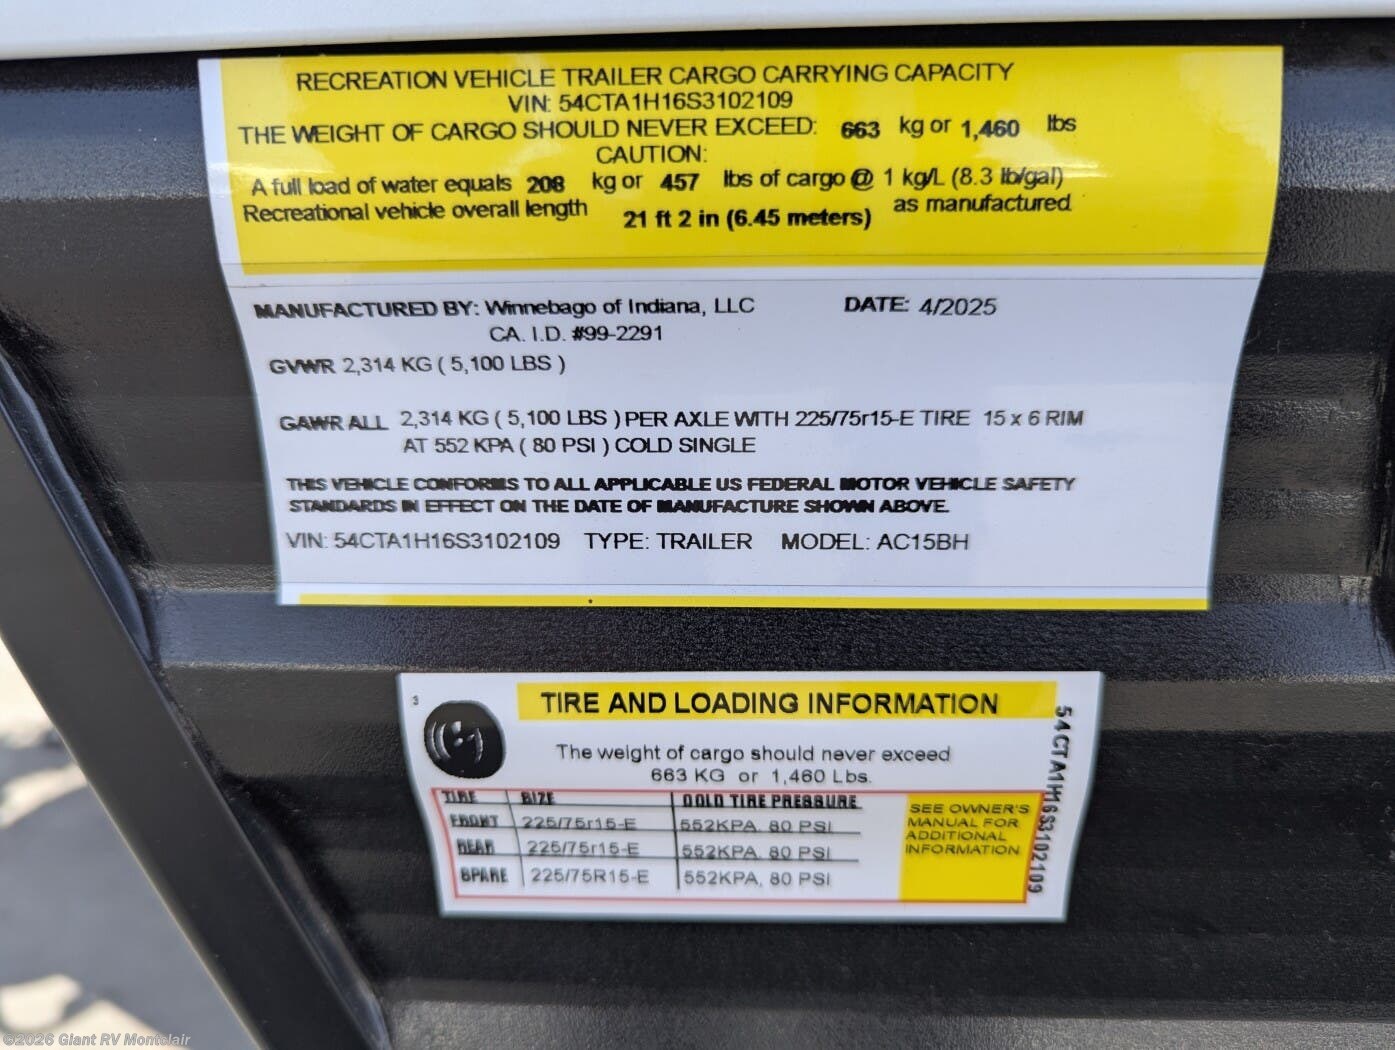 RECREATION VEHICLE TRAILER CARGO CARRYING CAPACITY
VIN: 54CTA1H16S3102109
THE WEIGHT OF CARGO SHOULD NEVER EXCEED: 663 kg or 1,460 lbs
CAUTION:
A full load of water equals 208 kg or 457 lbs of cargo @ 1 kg/L (8.3 lb/gal)
Recreational vehicle overall length 21 ft 2 in (6.45 meters) as manufactured
MANUFACTURED BY: Winnebago of Indiana, LLC DATE: 4/2025
CA. I.D. #99-2291
GVWR 2,314 KG ( 5,100 LBS )
GAWR ALL 2,314 KG ( 5,100 LBS ) PER AXLE WITH 225/75r15-E TIRE 15 x 6 RIM
AT 552 KPA ( 80 PSI ) COLD SINGLE
THIS VEHICLE CONFORMS TO ALL APPLICABLE US FEDERAL MOTOR VEHICLE SAFETY
STANDARDS IN EFFECT ON THE DATE OF MANUFACTURE SHOWN ABOVE.
VIN: 54CTA1H16S3102109 TYPE: TRAILER MODEL: AC15BH
3
TIRE AND LOADING INFORMATION
The weight of cargo should never exceed
663 KG or 1,460 Lbs.
TIRE SIZE COLD TIRE PRESSURE
FRONT 225/75r15-E 552KPA, 80 PSI
REAR 225/75r15-E 552KPA, 80 PSI
SPARE 225/75R15-E 552KPA, 80 PSI
SEE OWNER'S
MANUAL FOR
ADDITIONAL
INFORMATION
54CTA1H16S3102109
©2026 Giant RV Montclair